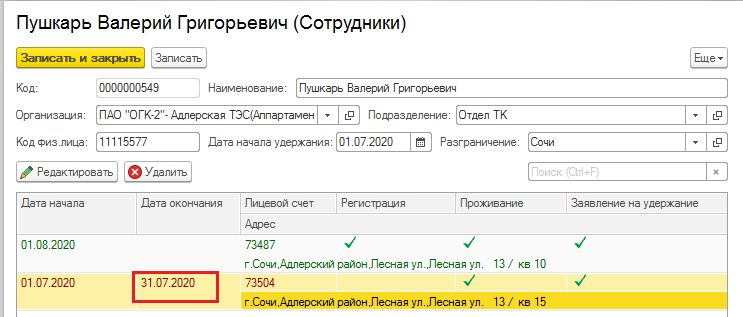 Пушкарь Валерий Григорьевич (Сотрудники)
Записать и закрыть Записать Еще
Код: 0000000549 Наименование: Пушкарь Валерий Григорьевич
Организация: ПАО "ОГК-2"- Адлерская ТЭС(Аппартамен Подразделение: Отдел ТК
Код физ.лица: 11115577 Дата начала удержания: 01.07.2020 Разграничение: Сочи
Редактировать Удалить Поиск (Ctrl+F) ×
Дата начала Дата окончания Лицевой счет Регистрация Проживание Заявление на удержание
Адрес
01.08.2020 73487
г.Сочи,Адлерский район,Лесная ул.,Лесная ул. 13 / кв 10
01.07.2020 31.07.2020 73504
г.Сочи,Адлерский район,Лесная ул.,Лесная ул. 13 / кв 15